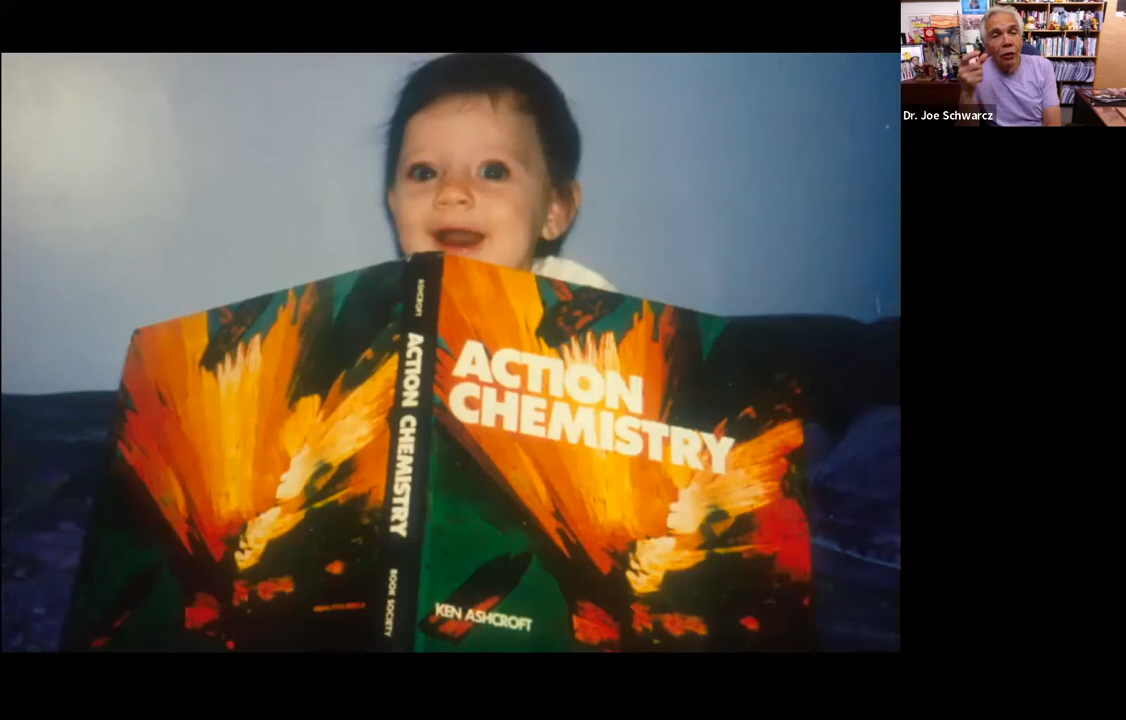 Dr. Joe Schwarcz
ASHCROFT
ACTION CHEMISTRY
BOOK SOCIETY
ACTION
CHEMISTRY
KEN ASHCROFT